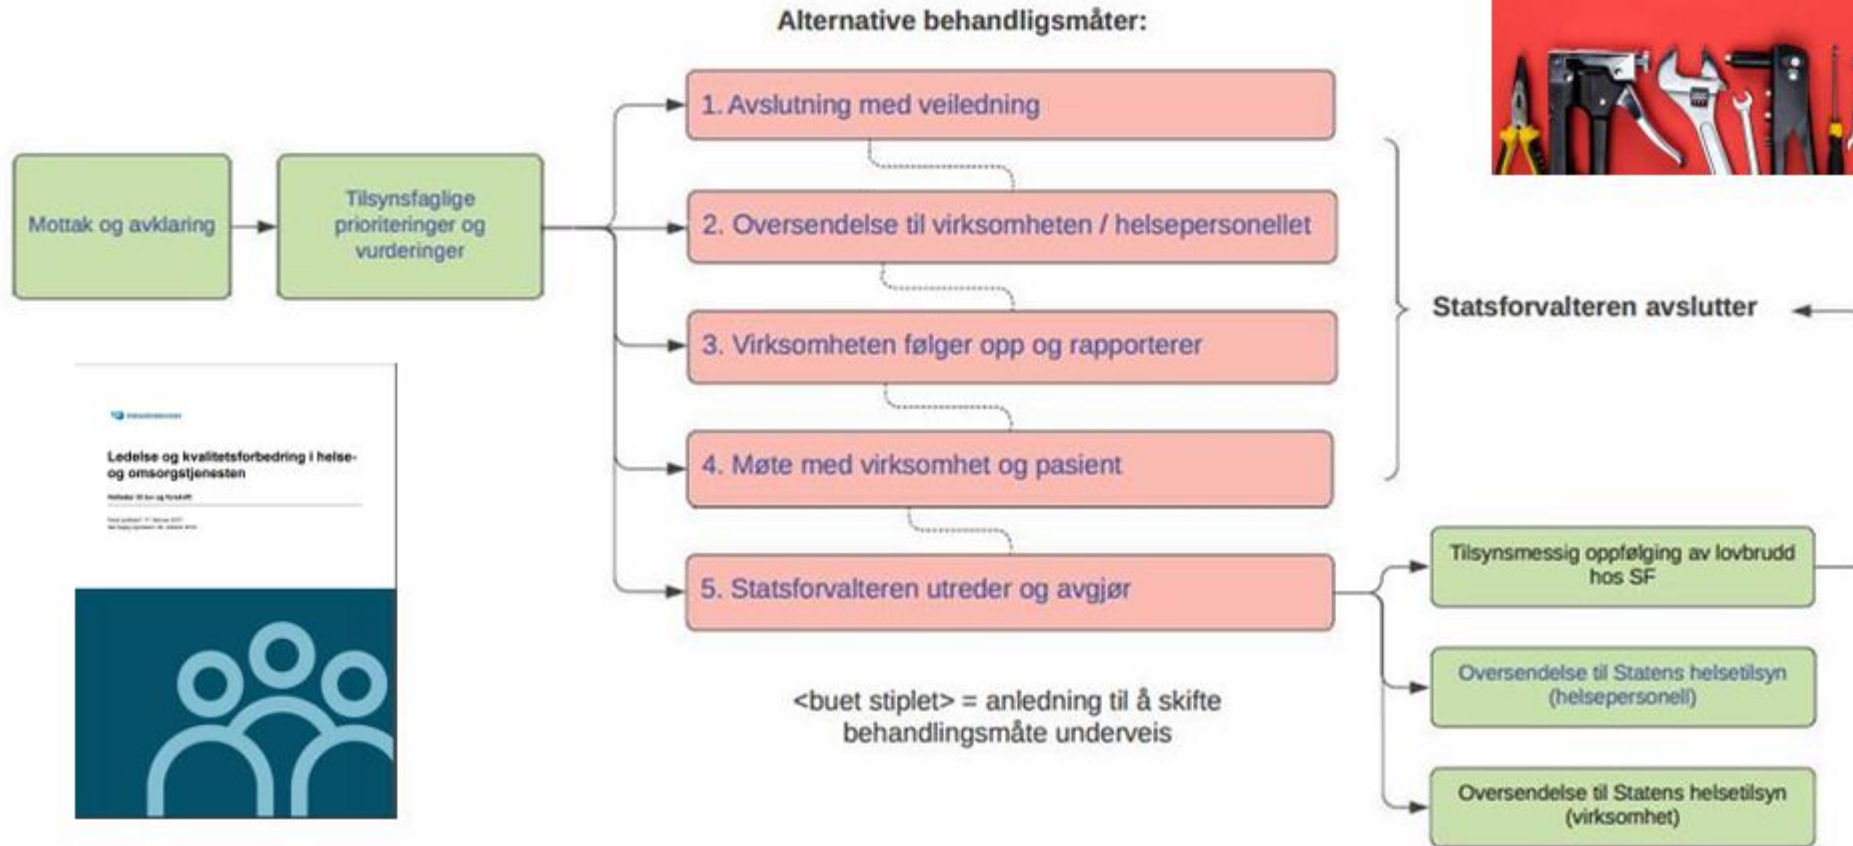 Alternative behandligsmåter:
Mottak og avklaring
Tilsynsfaglige
prioriteringer og
vurderinger
1. Avslutning med veiledning
2. Oversendelse til virksomheten / helsepersonellet
3. Virksomheten følger opp og rapporterer
4. Møte med virksomhet og pasient
5. Statsforvalteren utreder og avgjør
Statsforvalteren avslutter
Tilsynsmessig oppfølging av lovbrudd
hos SF
Oversendelse til Statens helsetilsyn
(helsepersonell)
Oversendelse til Statens helsetilsyn
(virksomhet)
<buet stiplet> = anledning til å skifte
behandlingsmåte underveis
Ledelse og kvalitetsforbedring i helse-
og omsorgstjenesten